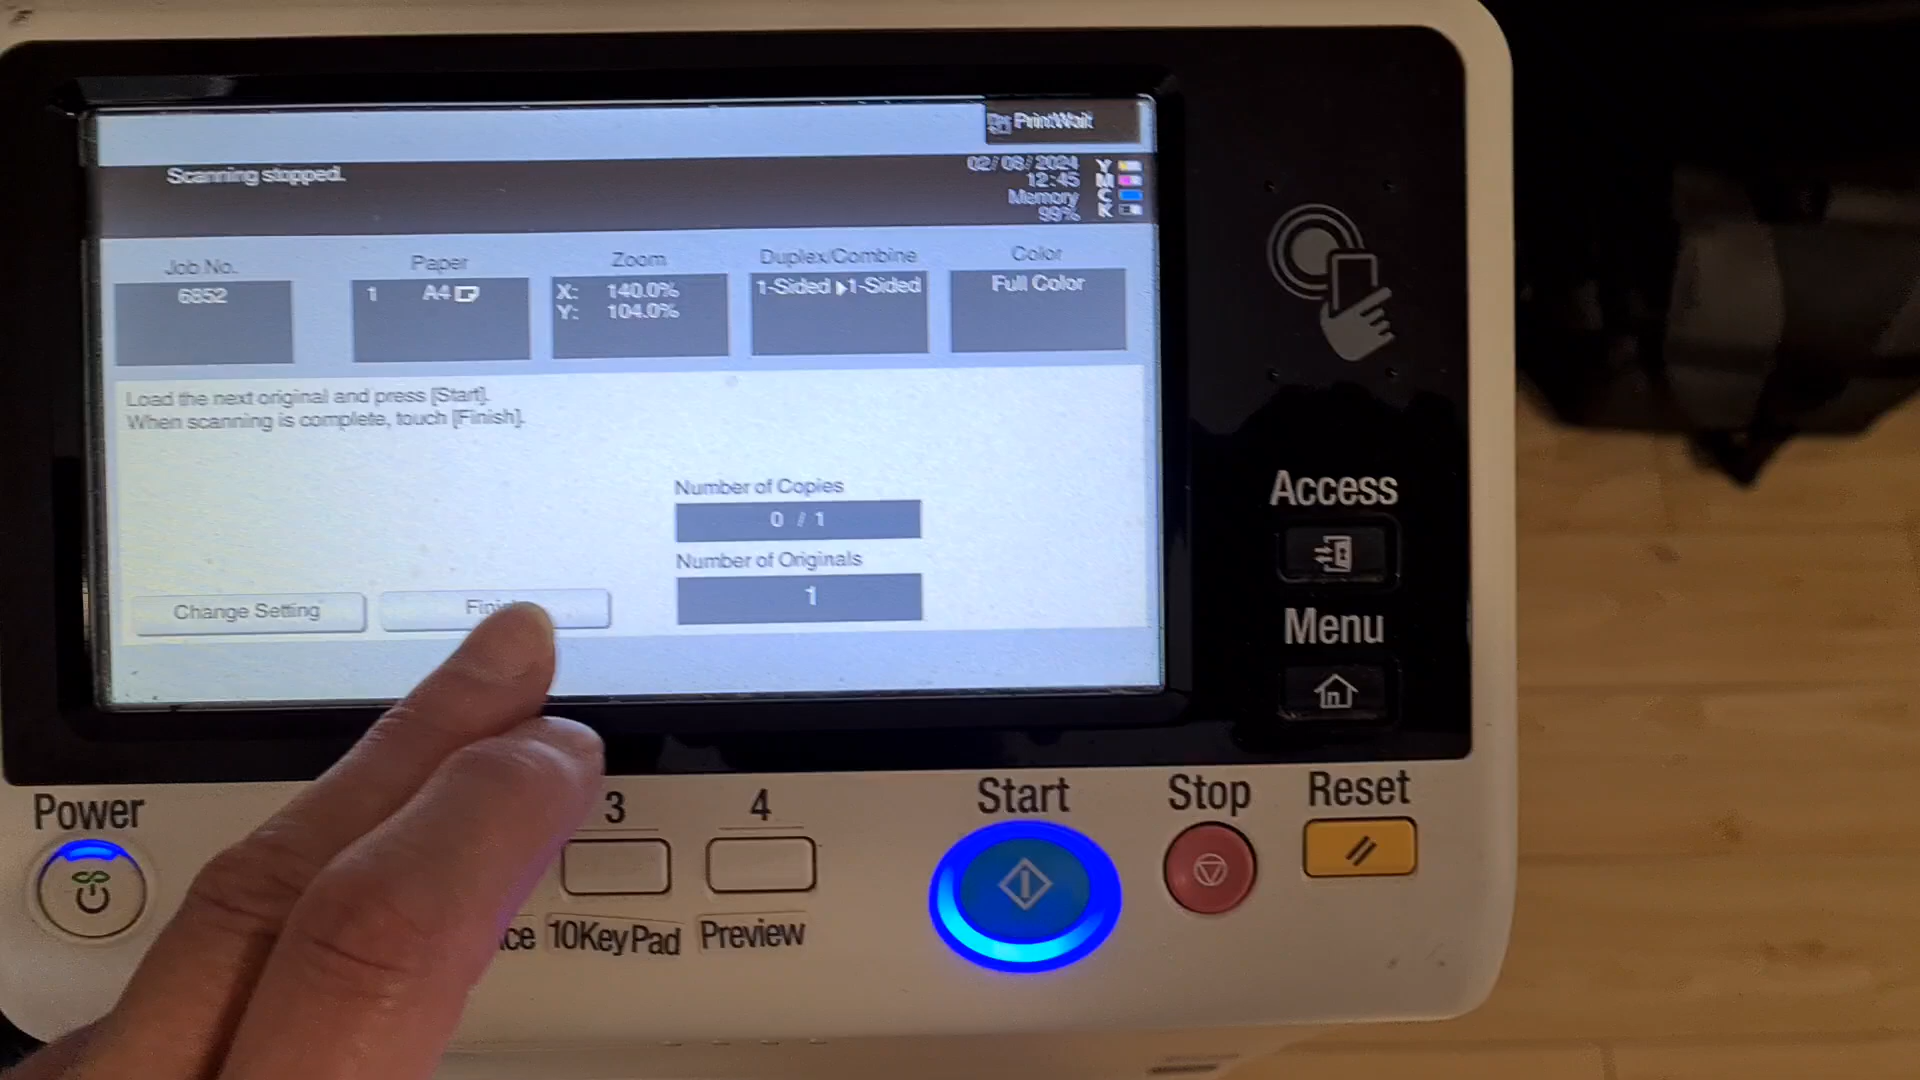 PrintWait
Scanning stopped.
02/08/2024
12:45
Memory
99%
Y
M
C
K
Job No.
6852
Paper
1 A4
Zoom
X: 140.0%
Y: 104.0%
Duplex/Combine
1-Sided ▶1-Sided
Color
Full Color
Load the next original and press [Start].
When scanning is complete, touch [Finish].
Number of Copies
0 / 1
Number of Originals
1
Change Setting
Access
Menu
Power
3
4
Start
Stop
Reset
10KeyPad
Preview